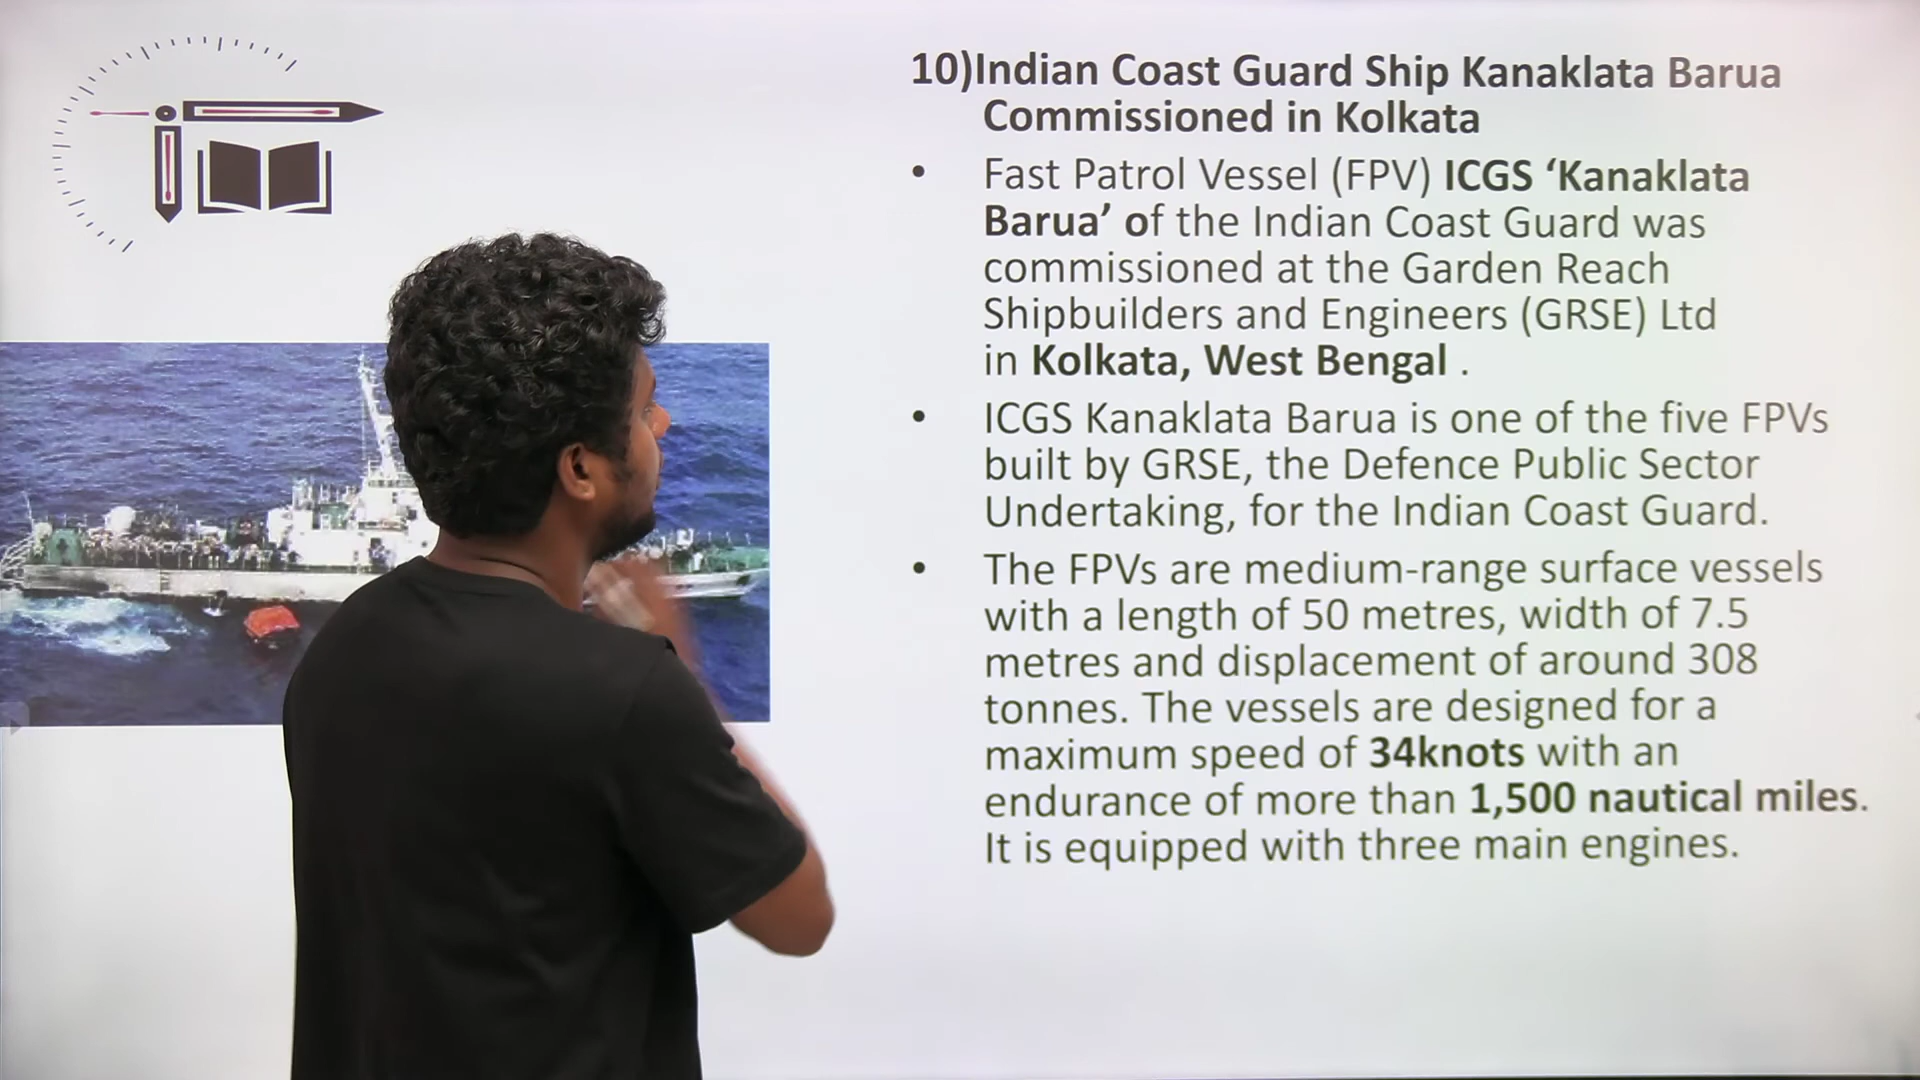 10)Indian Coast Guard Ship Kanaklata Barua
Commissioned in Kolkata
• Fast Patrol Vessel (FPV) ICGS ‘Kanaklata
Barua’ of the Indian Coast Guard was
commissioned at the Garden Reach
Shipbuilders and Engineers (GRSE) Ltd
in Kolkata, West Bengal .
• ICGS Kanaklata Barua is one of the five FPVs
built by GRSE, the Defence Public Sector
Undertaking, for the Indian Coast Guard.
• The FPVs are medium-range surface vessels
with a length of 50 metres, width of 7.5
metres and displacement of around 308
tonnes. The vessels are designed for a
maximum speed of 34knots with an
endurance of more than 1,500 nautical miles.
It is equipped with three main engines.